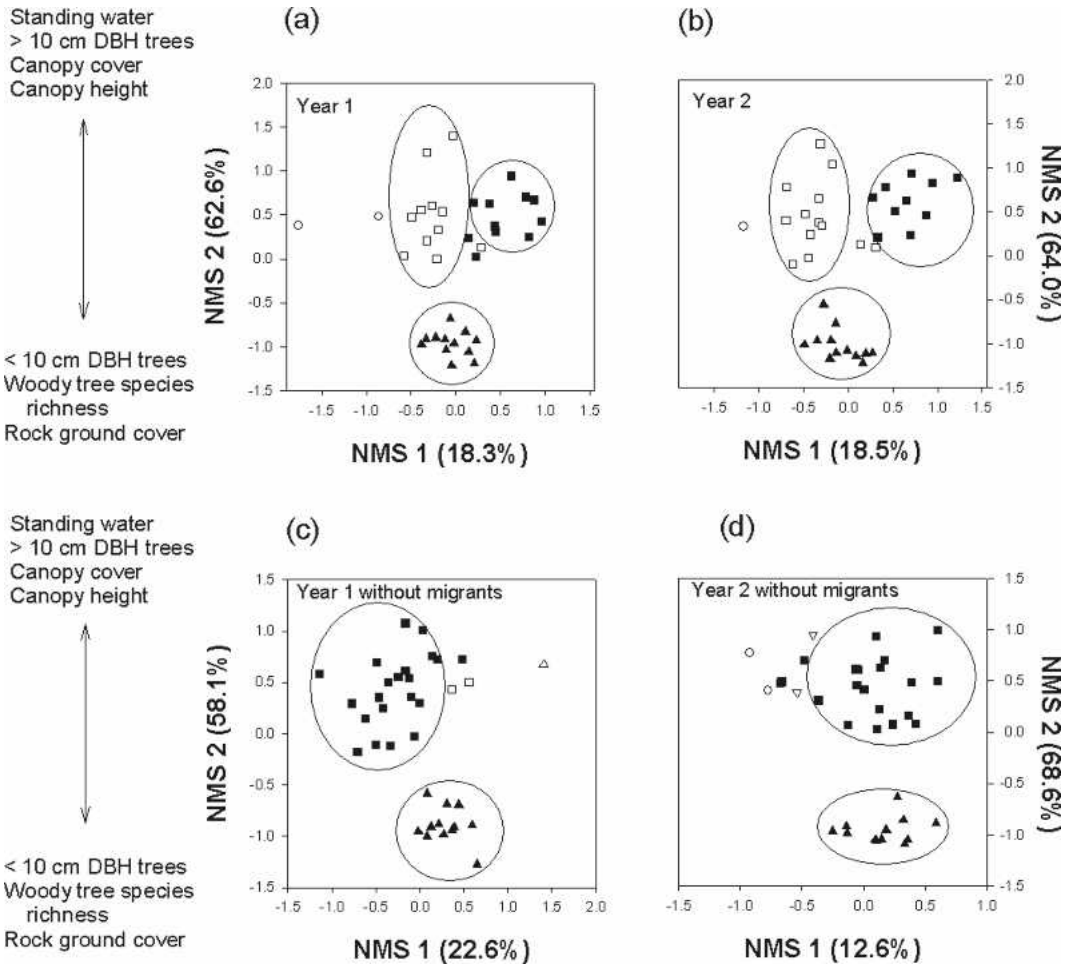 Standing water
> 10 cm DBH trees
Canopy cover
Canopy height
< 10 cm DBH trees
Woody tree species
richness
Rock ground cover
(a)
Year 1
2.0
1.5
1.0
0.5
0.0
-0.5
-1.0
-1.5
NMS 2 (62.6%)
-1.5 -1.0 -0.5 0.0 0.5 1.0 1.5
NMS 1 (18.3%)
(b)
Year 2
2.0
1.5
1.0
0.5
0.0
-0.5
-1.0
-1.5
NMS 2 (64.0%)
-1.5 -1.0 -0.5 0.0 0.5 1.0 1.5
NMS 1 (18.5%)
Standing water
> 10 cm DBH trees
Canopy cover
Canopy height
< 10 cm DBH trees
Woody tree species
richness
Rock ground cover
(c)
Year 1 without migrants
1.5
1.0
0.5
0.0
-0.5
-1.0
-1.5
NMS 2 (58.1%)
-1.5 -1.0 -0.5 0.0 0.5 1.0 1.5 2.0
NMS 1 (22.6%)
(d)
Year 2 without migrants
1.5
1.0
0.5
0.0
-0.5
-1.0
-1.5
NMS 2 (68.6%)
-1.5 -1.0 -0.5 0.0 0.5 1.0
NMS 1 (12.6%)